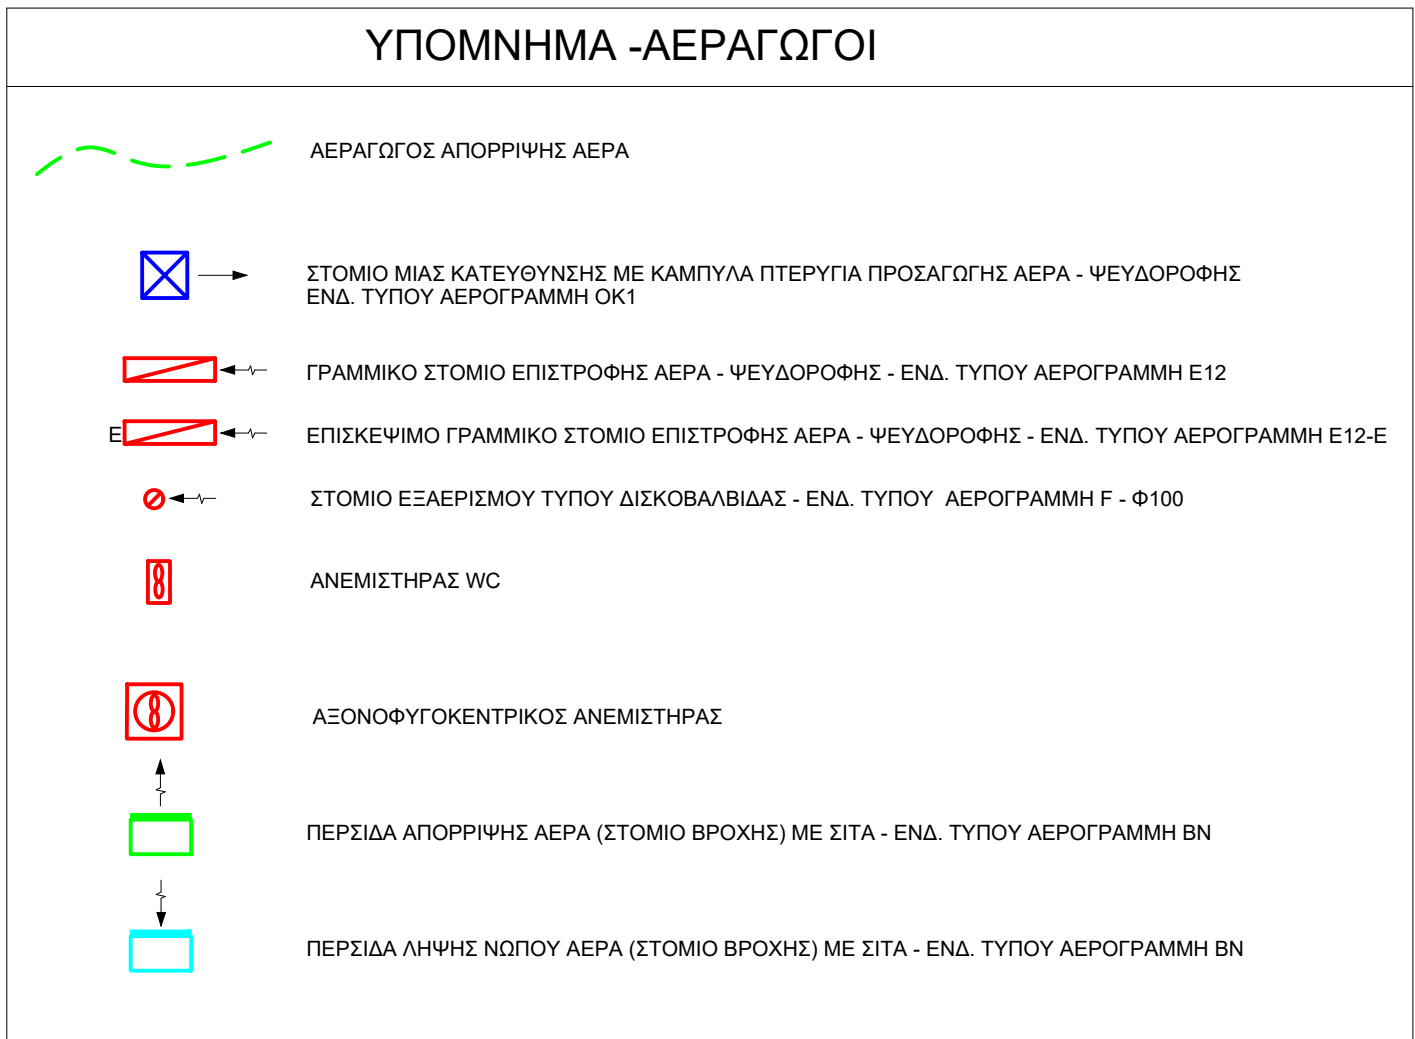 ΥΠΟΜΝΗΜΑ -ΑΕΡΑΓΩΓΟΙ
ΑΕΡΑΓΩΓΟΣ ΑΠΟΡΡΙΨΗΣ ΑΕΡΑ
ΣΤΟΜΙΟ ΜΙΑΣ ΚΑΤΕΥΘΥΝΣΗΣ ΜΕ ΚΑΜΠΥΛΑ ΠΤΕΡΥΓΙΑ ΠΡΟΣΑΓΩΓΗΣ ΑΕΡΑ - ΨΕΥΔΟΡΟΦΗΣ
ΕΝΔ. ΤΥΠΟΥ ΑΕΡΟΓΡΑΜΜΗ ΟΚ1
ΓΡΑΜΜΙΚΟ ΣΤΟΜΙΟ ΕΠΙΣΤΡΟΦΗΣ ΑΕΡΑ - ΨΕΥΔΟΡΟΦΗΣ - ΕΝΔ. ΤΥΠΟΥ ΑΕΡΟΓΡΑΜΜΗ Ε12
Ε ΕΠΙΣΚΕΨΙΜΟ ΓΡΑΜΜΙΚΟ ΣΤΟΜΙΟ ΕΠΙΣΤΡΟΦΗΣ ΑΕΡΑ - ΨΕΥΔΟΡΟΦΗΣ - ΕΝΔ. ΤΥΠΟΥ ΑΕΡΟΓΡΑΜΜΗ Ε12-Ε
ΣΤΟΜΙΟ ΕΞΑΕΡΙΣΜΟΥ ΤΥΠΟΥ ΔΙΣΚΟΒΑΛΒΙΔΑΣ - ΕΝΔ. ΤΥΠΟΥ ΑΕΡΟΓΡΑΜΜΗ F - Φ100
ΑΝΕΜΙΣΤΗΡΑΣ WC
ΑΞΟΝΟΦΥΓΟΚΕΝΤΡΙΚΟΣ ΑΝΕΜΙΣΤΗΡΑΣ
ΠΕΡΣΙΔΑ ΑΠΟΡΡΙΨΗΣ ΑΕΡΑ (ΣΤΟΜΙΟ ΒΡΟΧΗΣ) ΜΕ ΣΙΤΑ - ΕΝΔ. ΤΥΠΟΥ ΑΕΡΟΓΡΑΜΜΗ ΒΝ
ΠΕΡΣΙΔΑ ΛΗΨΗΣ ΝΩΠΟΥ ΑΕΡΑ (ΣΤΟΜΙΟ ΒΡΟΧΗΣ) ΜΕ ΣΙΤΑ - ΕΝΔ. ΤΥΠΟΥ ΑΕΡΟΓΡΑΜΜΗ ΒΝ